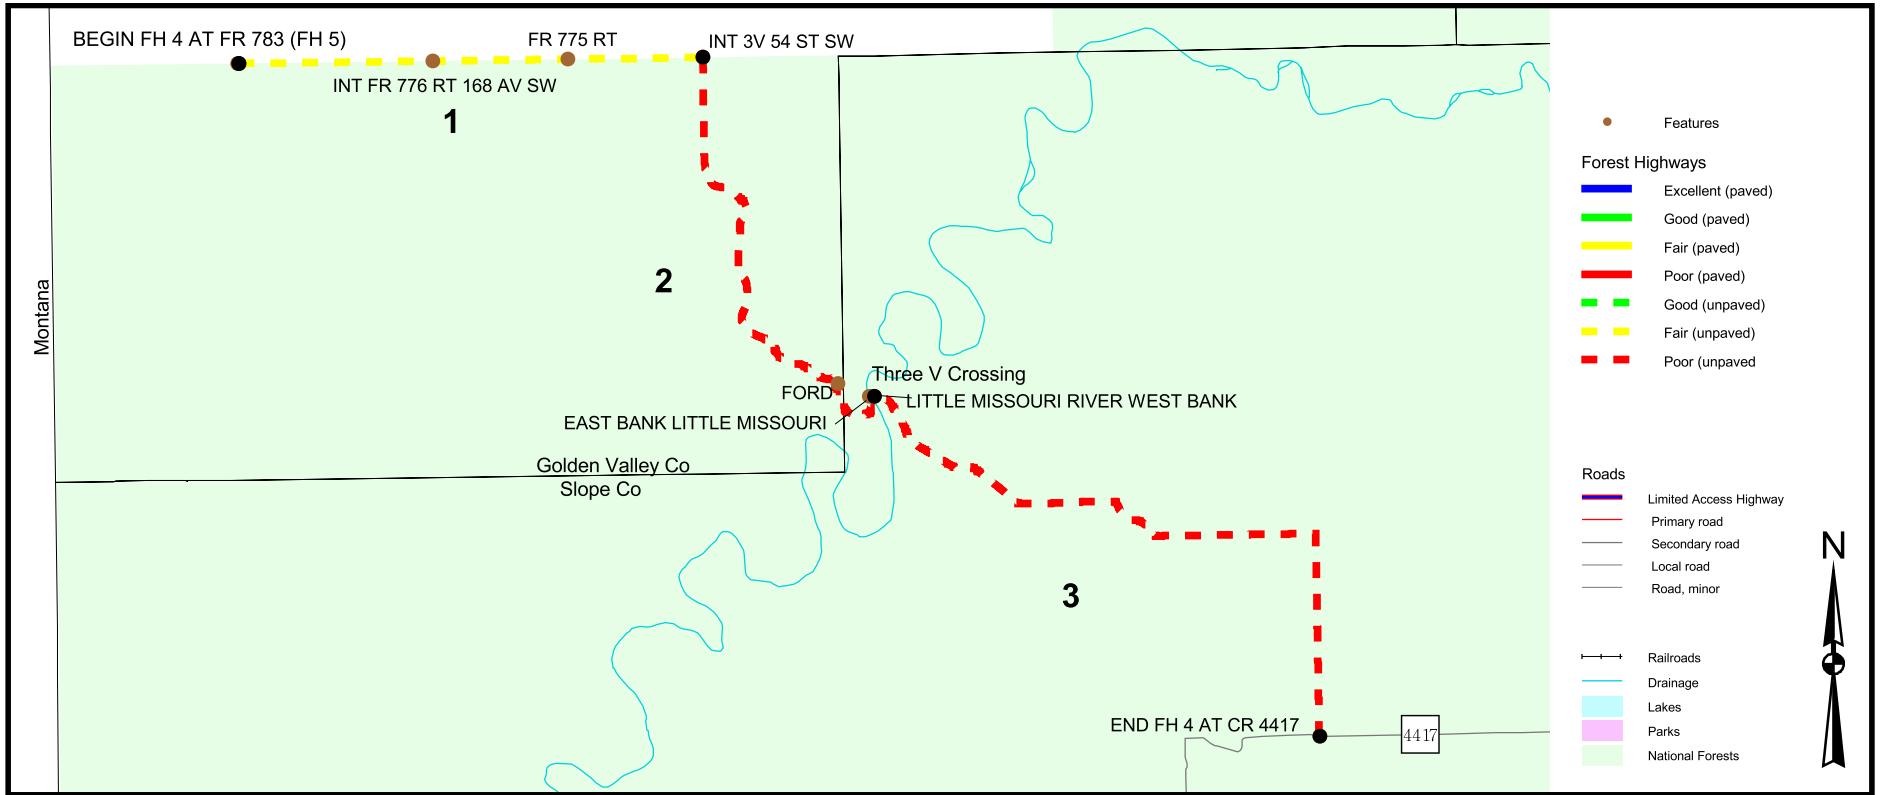 BEGIN FH 4 AT FR 783 (FH 5)
FR 775 RT
INT 3V 54 ST SW
INT FR 776 RT 168 AV SW
1
2
Montana
Three V Crossing
FORD
LITTLE MISSOURI RIVER WEST BANK
EAST BANK LITTLE MISSOURI
Golden Valley Co
Slope Co
3
END FH 4 AT CR 4417
4417
Features
Forest Highways
Excellent (paved)
Good (paved)
Fair (paved)
Poor (paved)
Good (unpaved)
Fair (unpaved)
Poor (unpaved
Roads
Limited Access Highway
Primary road
Secondary road
Local road
Road, minor
Railroads
Drainage
Lakes
Parks
National Forests
N